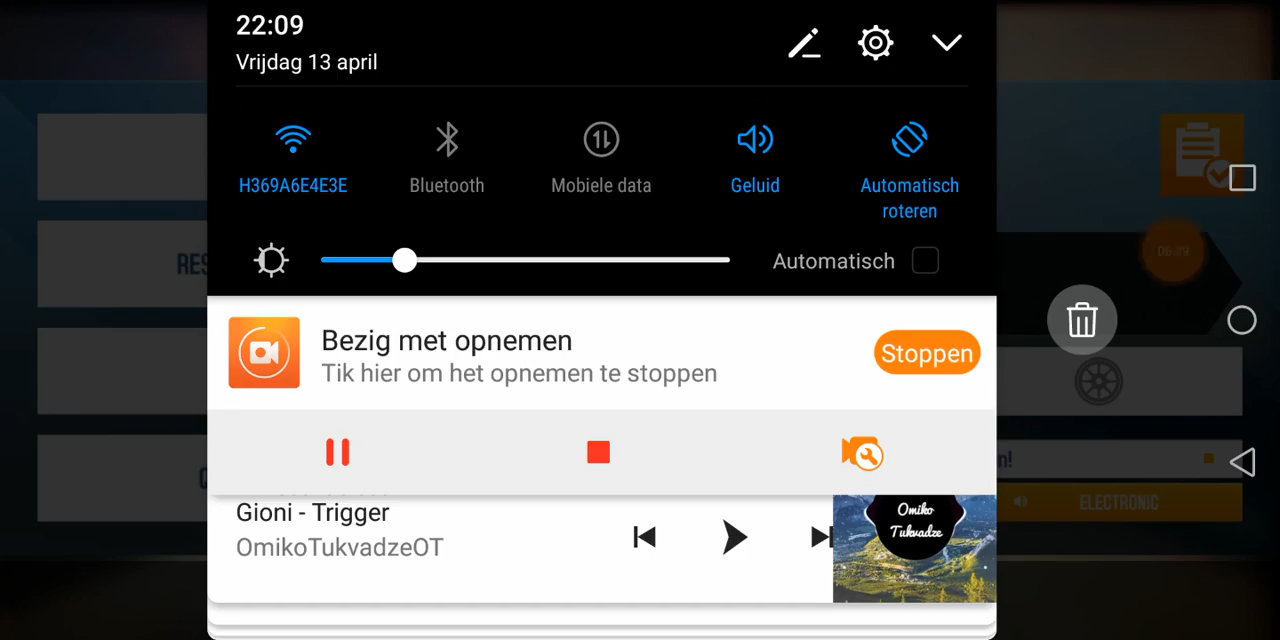 22:09
Vrijdag 13 april
H369A6E4E3E
Bluetooth
Mobiele data
Geluid
Automatisch
roteren
Automatisch
RES
Bezig met opnemen
Tik hier om het opnemen te stoppen
Stoppen
n!
ELECTRONIC
Gioni - Trigger
OmikoTukvadzeOT
Omiko
Tukvadze